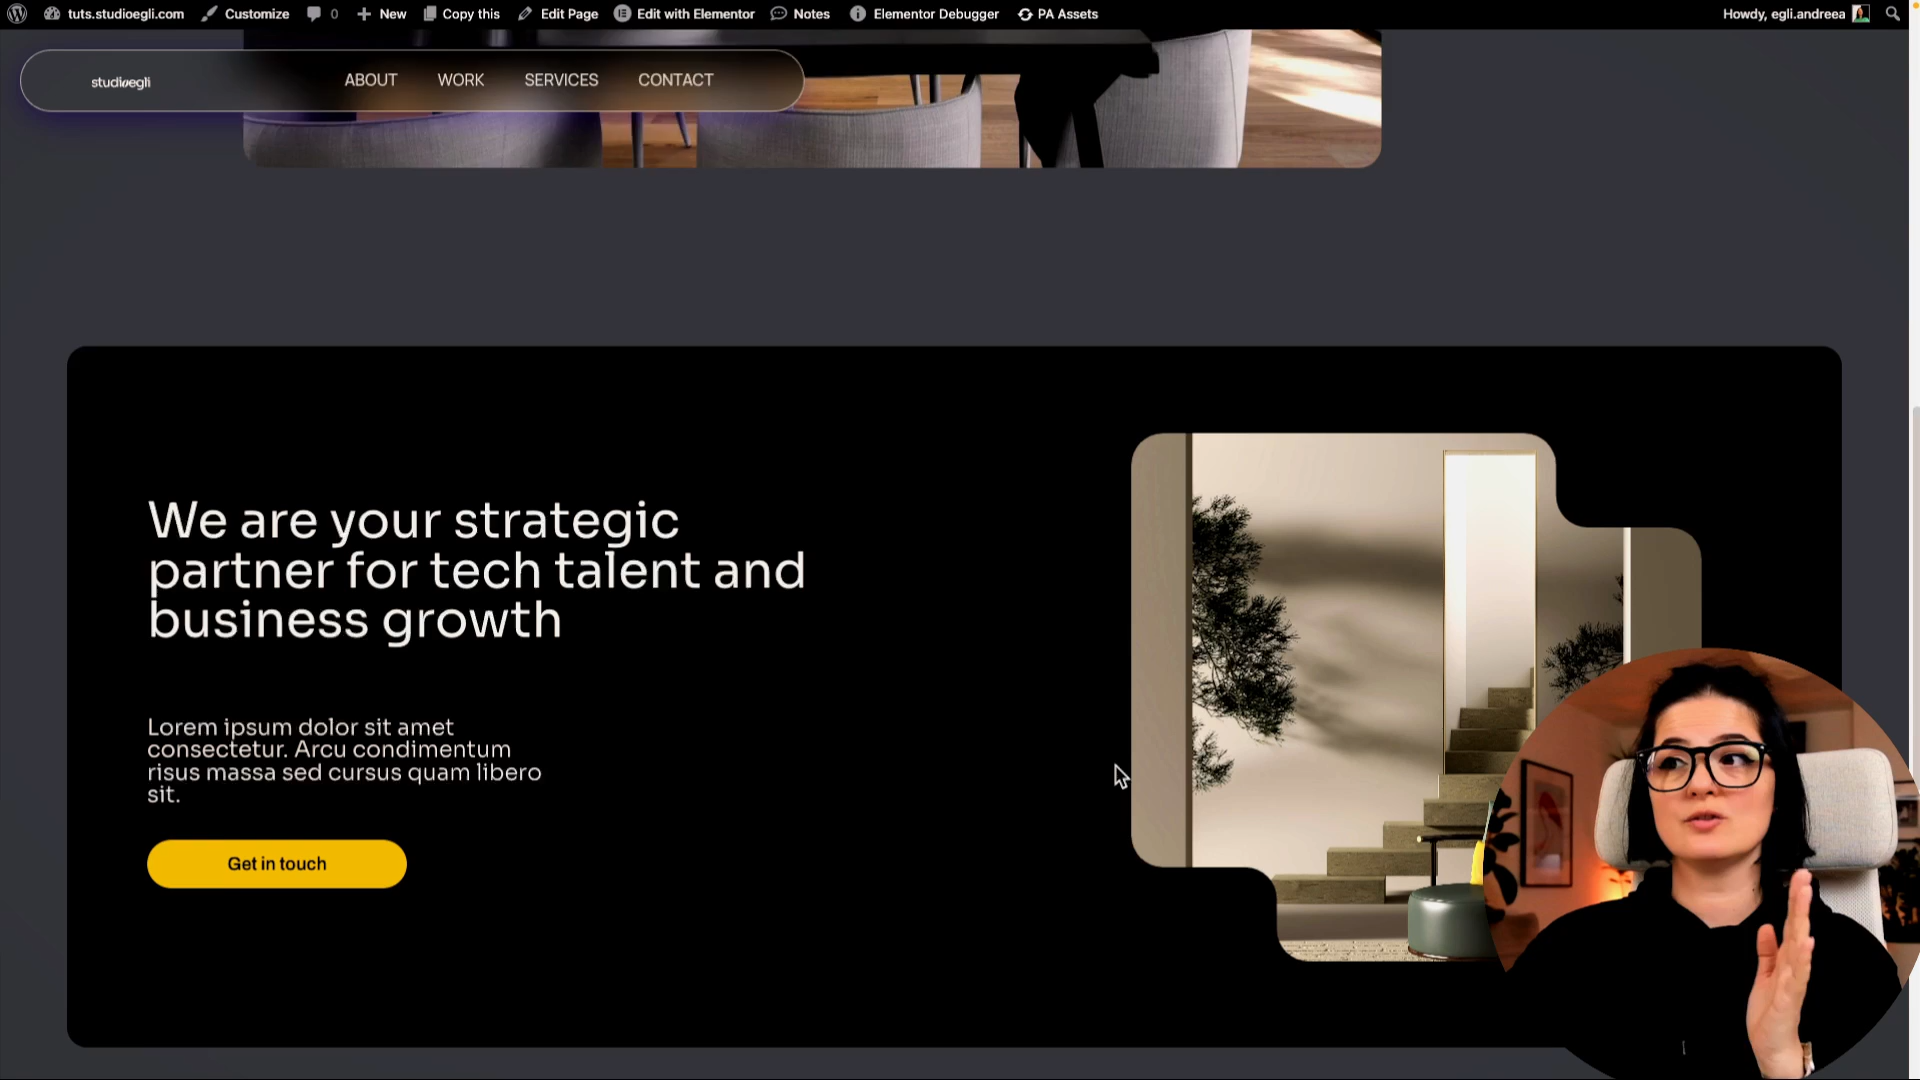 tuts.studioegli.com Customize 0 New Copy this Edit Page Edit with Elementor Notes Elementor Debugger PA Assets Howdy, egli.andreea
studioegli ABOUT WORK SERVICES CONTACT
We are your strategic
partner for tech talent and
business growth
Lorem ipsum dolor sit amet
consectetur. Arcu condimentum
risus massa sed cursus quam libero
sit.
Get in touch